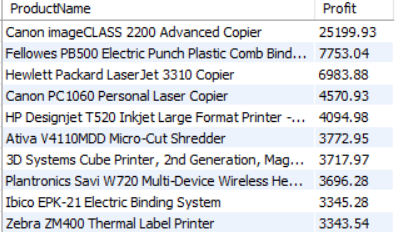 ProductName Profit
Canon imageCLASS 2200 Advanced Copier 25199.93
Fellowes PB500 Electric Punch Plastic Comb Bind... 7753.04
Hewlett Packard LaserJet 3310 Copier 6983.88
Canon PC1060 Personal Laser Copier 4570.93
HP Designjet T520 Inkjet Large Format Printer -... 4094.98
Ativa V4110MDD Micro-Cut Shredder 3772.95
3D Systems Cube Printer, 2nd Generation, Mag... 3717.97
Plantronics Savi W720 Multi-Device Wireless He... 3696.28
Ibico EPK-21 Electric Binding System 3345.28
Zebra ZM400 Thermal Label Printer 3343.54